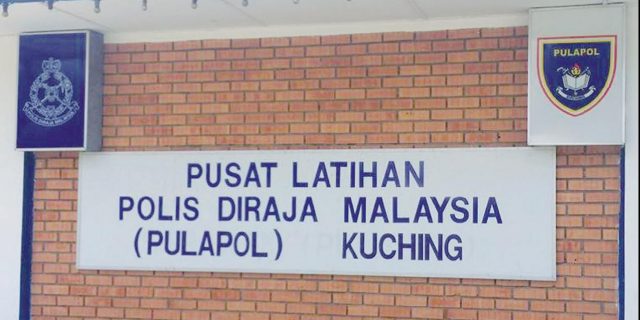 PULAPOL
PUSAT LATIHAN
POLIS DIRAJA MALAYSIA
(PULAPOL) KUCHING